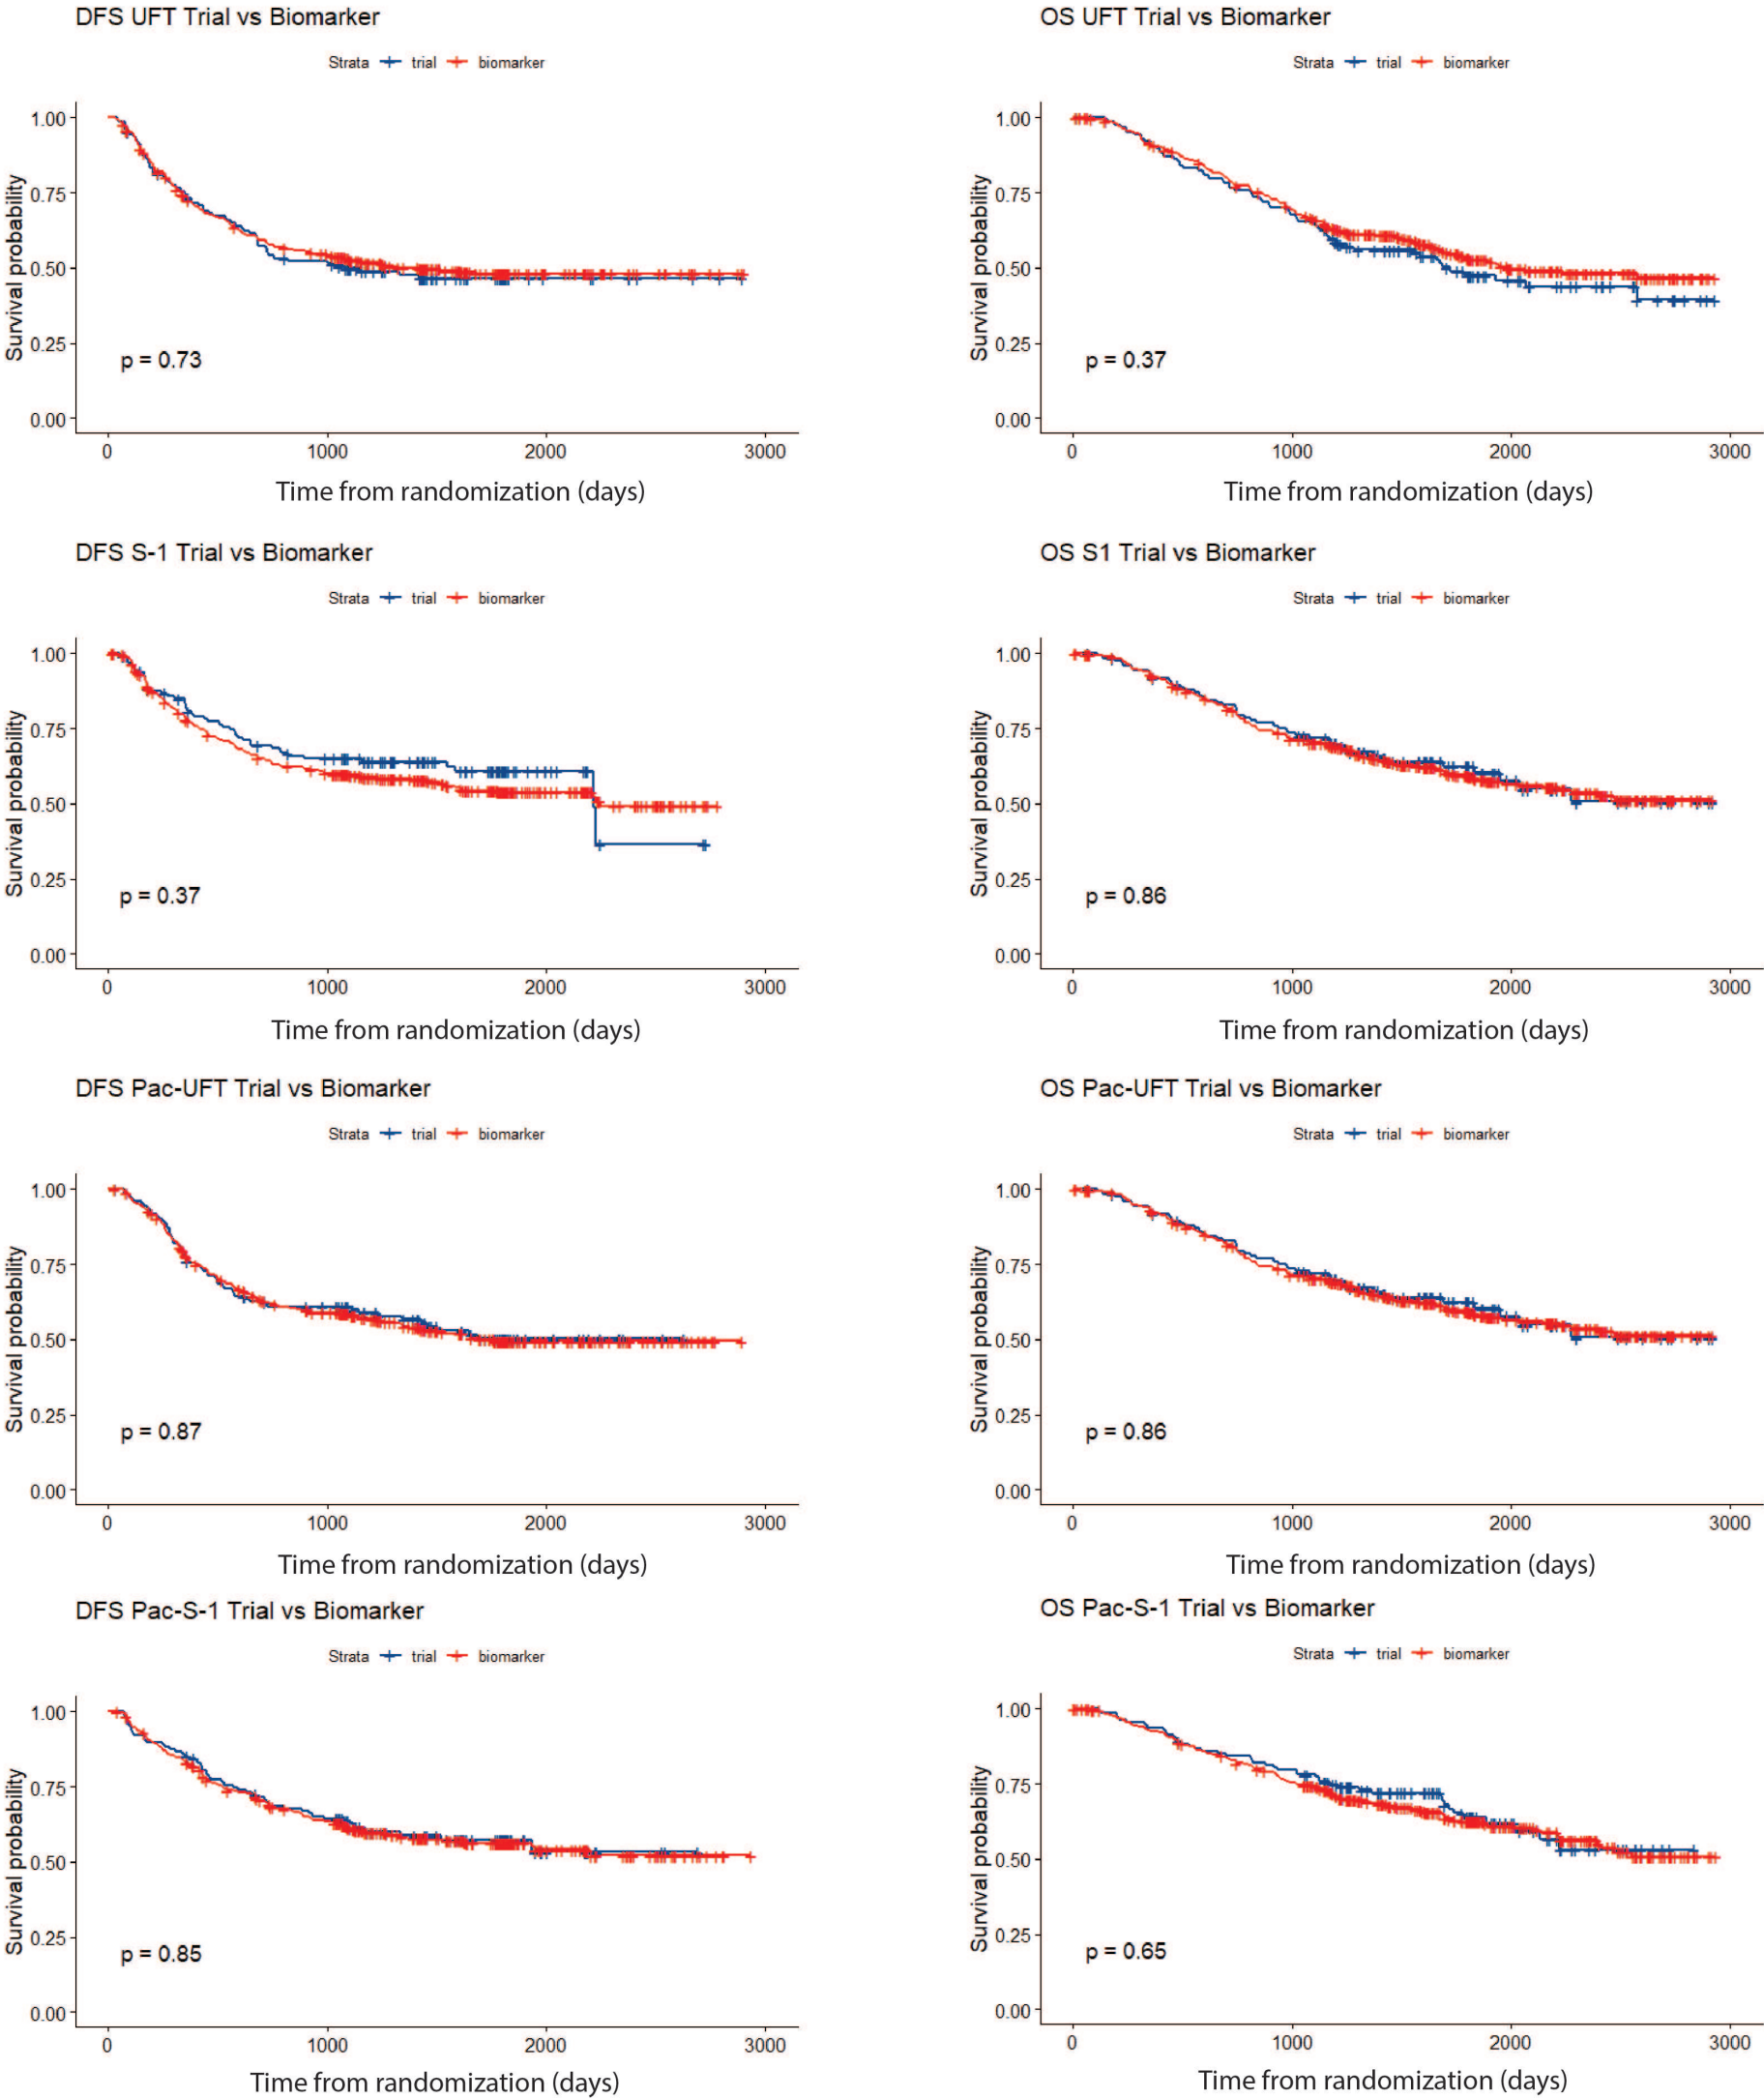 DFS UFT Trial vs Biomarker
Strata trial biomarker
Survival probability
1.00
0.75
0.50
0.25
0.00
p = 0.73
0 1000 2000 3000
Time from randomization (days)
OS UFT Trial vs Biomarker
Strata trial biomarker
Survival probability
1.00
0.75
0.50
0.25
0.00
p = 0.37
0 1000 2000 3000
Time from randomization (days)
DFS S-1 Trial vs Biomarker
Strata trial biomarker
Survival probability
1.00
0.75
0.50
0.25
0.00
p = 0.37
0 1000 2000 3000
Time from randomization (days)
OS S1 Trial vs Biomarker
Strata trial biomarker
Survival probability
1.00
0.75
0.50
0.25
0.00
p = 0.86
0 1000 2000 3000
Time from randomization (days)
DFS Pac-UFT Trial vs Biomarker
Strata trial biomarker
Survival probability
1.00
0.75
0.50
0.25
0.00
p = 0.87
0 1000 2000 3000
Time from randomization (days)
OS Pac-UFT Trial vs Biomarker
Strata trial biomarker
Survival probability
1.00
0.75
0.50
0.25
0.00
p = 0.86
0 1000 2000 3000
Time from randomization (days)
DFS Pac-S-1 Trial vs Biomarker
Strata trial biomarker
Survival probability
1.00
0.75
0.50
0.25
0.00
p = 0.85
0 1000 2000 3000
Time from randomization (days)
OS Pac-S-1 Trial vs Biomarker
Strata trial biomarker
Survival probability
1.00
0.75
0.50
0.25
0.00
p = 0.65
0 1000 2000 3000
Time from randomization (days)